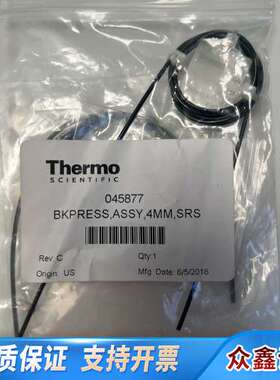 Thermo
SCIENTIFIC
045877
BKPRESS,ASSY,4MM,SRS
Rev: C
Qty:1
Origin: US
Mfg. Date: 6/5/2016
质保证 支持开票
众鑫